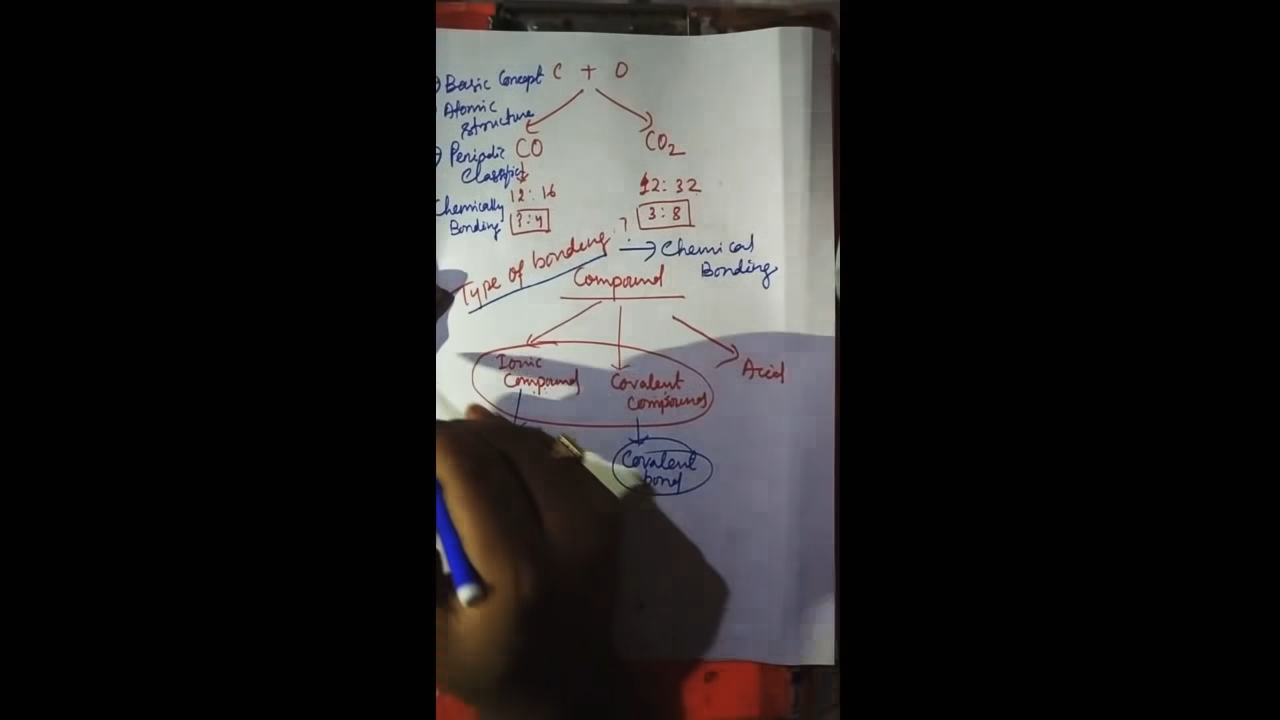 Basic Concept
Atomic
Structure
Periodic
Classific
Chemically
Bonding
C + O
CO
CO2
12:16
12:32
3:4
3:8
Type of bonding ?
Chemical
Bonding
Compound
Ionic
Compound
Covalent
Compounds
Acid
Covalent
bond